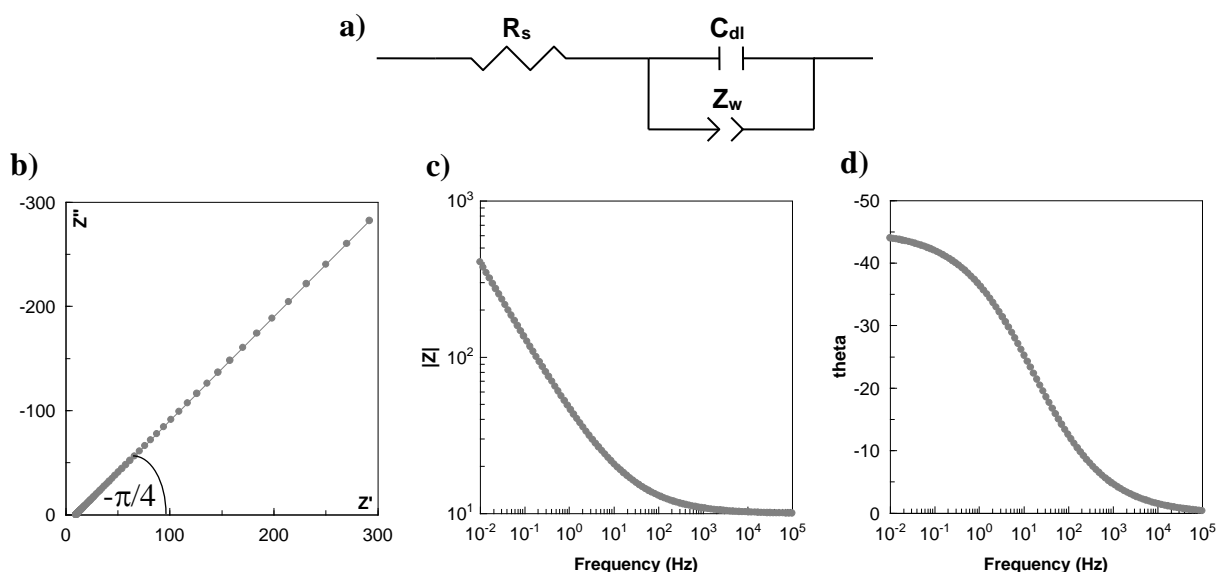 a)
Rs
Cdl
Zw
b)
-300
-200
-100
0
Z''
-π/4
Z'
0
100
200
300
c)
10³
10²
10¹
|Z|
10⁻² 10⁻¹ 10⁰ 10¹ 10² 10³ 10⁴ 10⁵
Frequency (Hz)
d)
-50
-40
-30
-20
-10
0
theta
10⁻² 10⁻¹ 10⁰ 10¹ 10² 10³ 10⁴ 10⁵
Frequency (Hz)